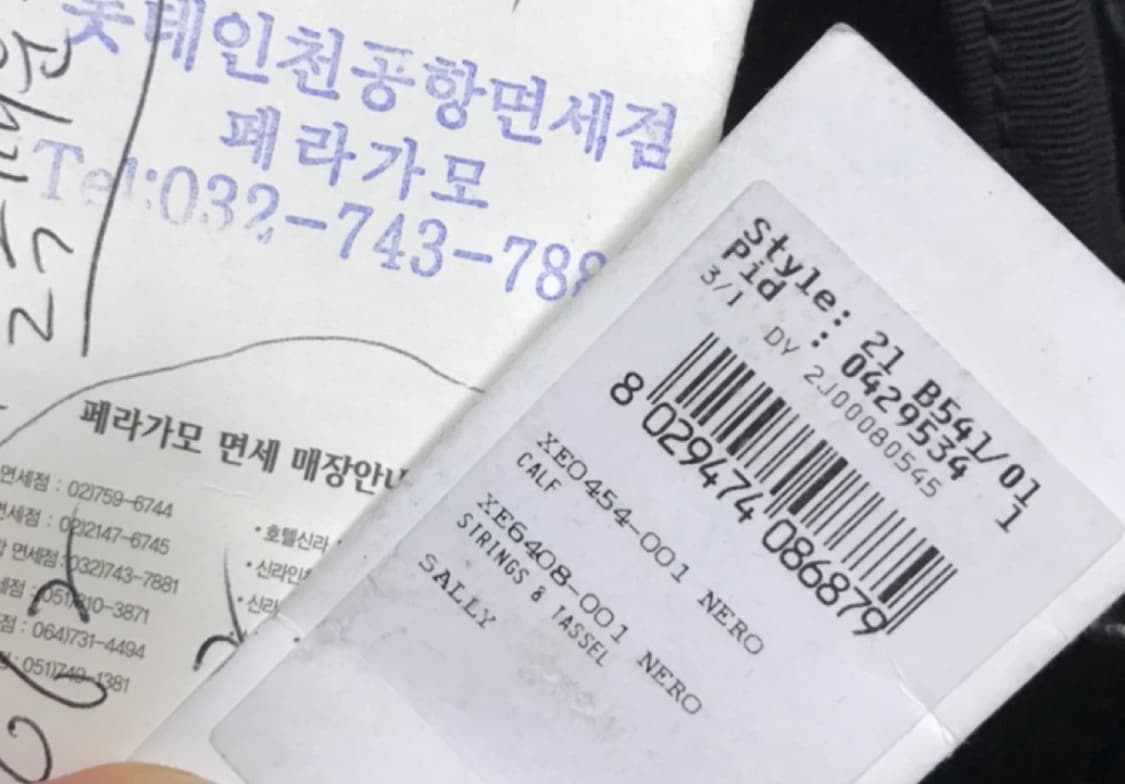 롯데인천공항면세점
페라가모
Tel:032-743-788
페라가모 면세 매장안내
면세점 : 02)759-6744
면세점 : 02)2147-6745
면세점 : 032)743-7881
세점 : 051)810-3871
점 : 064)731-4494
: 051)749-1381
• 호텔신라
• 신라인천
• 신라
Style: 21 B541/01
Pid : 0429534 1
3/1 DY 2J00080545
8 029474 086879
XE0454-001 NERO
CALF
XE6408-001 NERO
STRINGS & TASSEL
SALLY